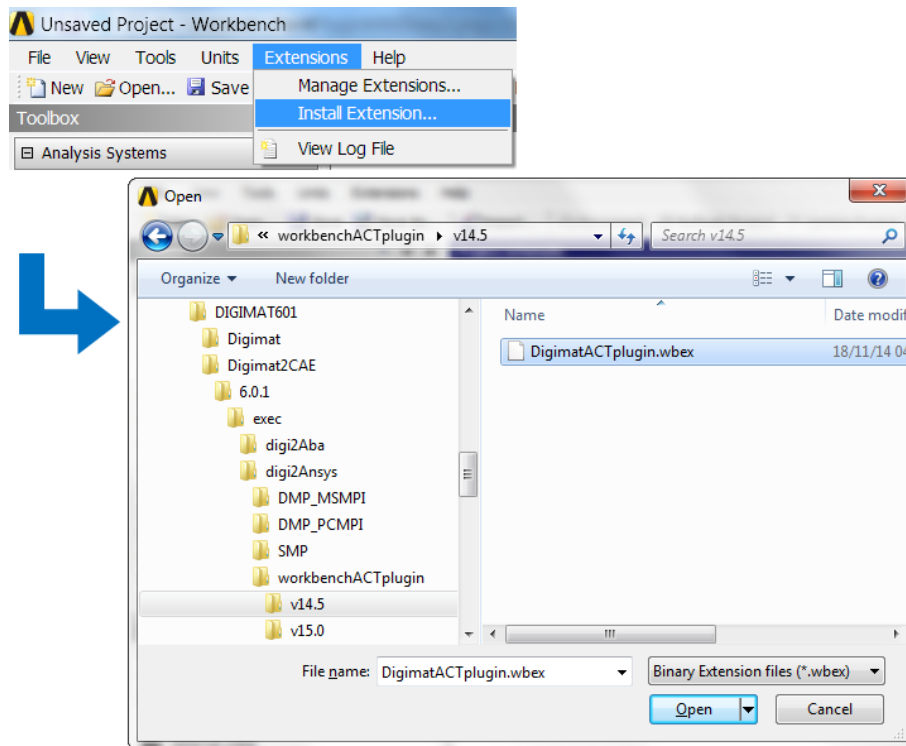 Unsaved Project - Workbench
File View Tools Units Extensions Help
New Open... Save
Manage Extensions...
Install Extension...
View Log File
Toolbox
Analysis Systems
Open
« workbenchACTplugin v14.5
Search v14.5
Organize New folder
DIGIMAT601
Digimat
Digimat2CAE
6.0.1
exec
digi2Aba
digi2Ansys
DMP_MSMPI
DMP_PCMPI
SMP
workbenchACTplugin
v14.5
v15.0
Name Date modif
DigimatACTplugin.wbex 18/11/14 04
File name: DigimatACTplugin.wbex Binary Extension files (*.wbex)
Open Cancel